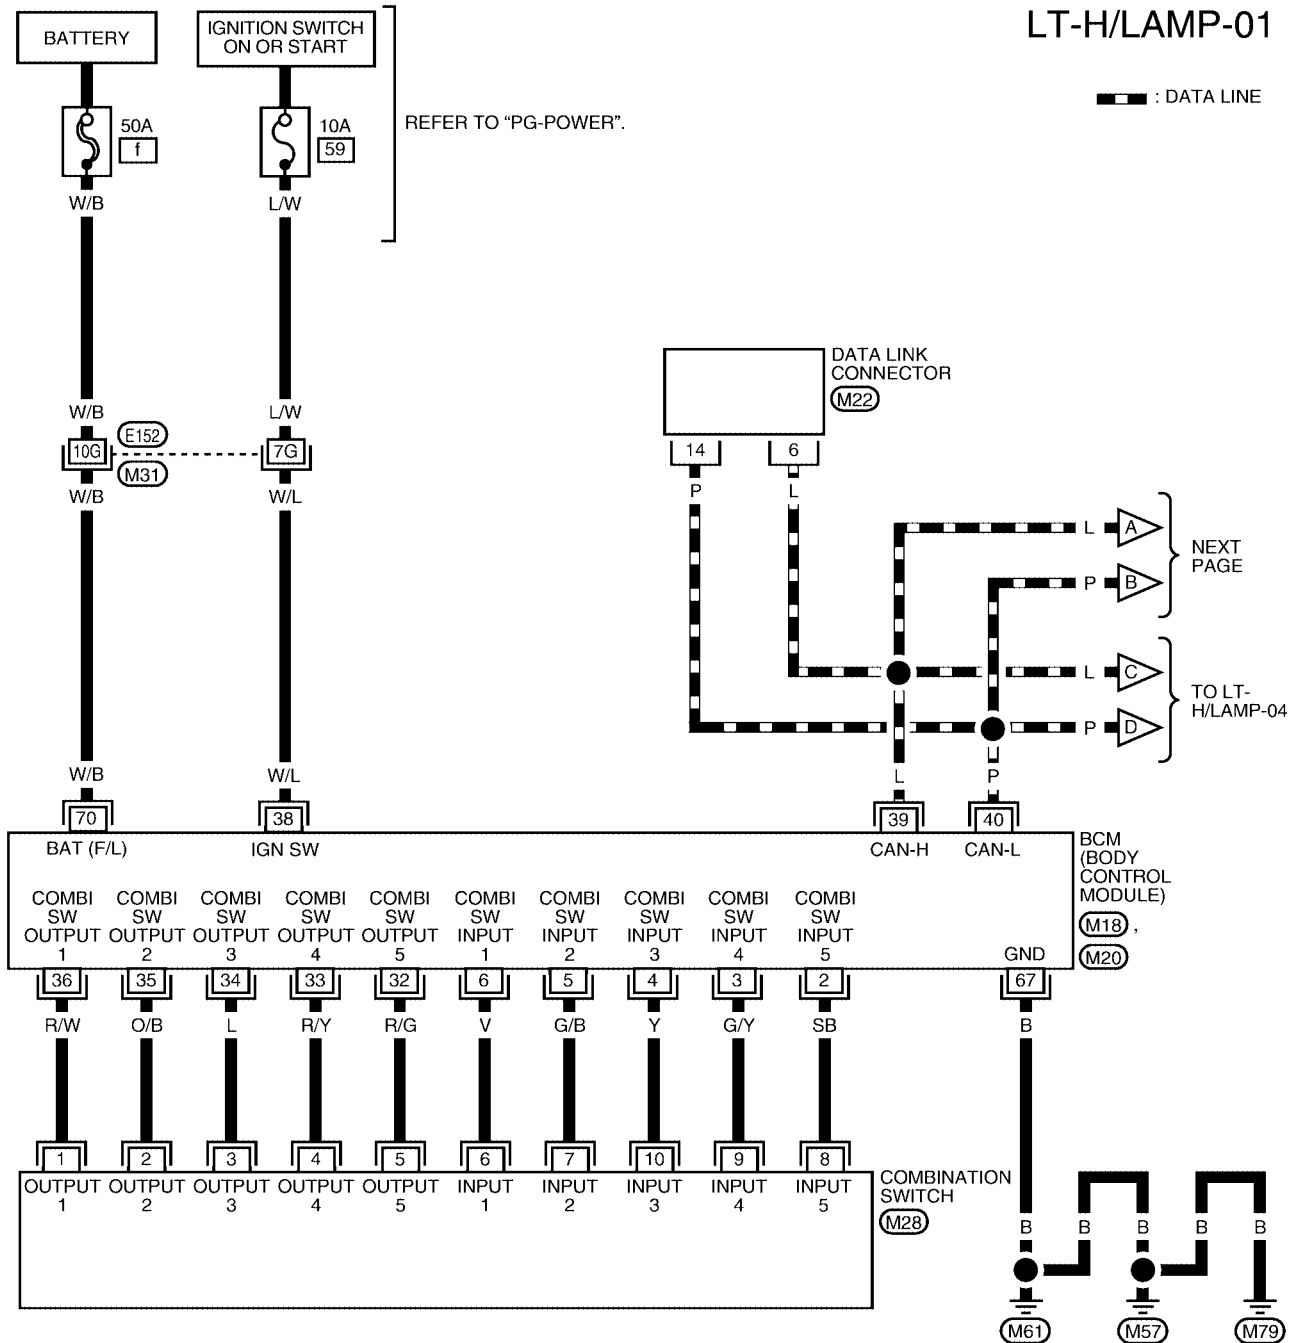 LT-H/LAMP-01
BATTERY
IGNITION SWITCH
ON OR START
: DATA LINE
50A
f
10A
59
REFER TO “PG-POWER”.
W/B
L/W
DATA LINK
CONNECTOR
M22
W/B
L/W
10G
E152
M31
7G
14
6
W/B
W/L
P
L
L
A
P
B
NEXT
PAGE
L
C
P
D
TO LT-
H/LAMP-04
W/B
W/L
L
P
70
38
39
40
BAT (F/L)
IGN SW
CAN-H
CAN-L
BCM
(BODY
CONTROL
MODULE)
M18 ,
M20
COMBI COMBI COMBI COMBI COMBI COMBI COMBI COMBI COMBI COMBI
SW SW SW SW SW SW SW SW SW SW
OUTPUT OUTPUT OUTPUT OUTPUT OUTPUT INPUT INPUT INPUT INPUT INPUT
1 2 3 4 5 1 2 3 4 5
GND
36 35 34 33 32 6 5 4 3 2 67
R/W O/B L R/Y R/G V G/B Y G/Y SB B
1 2 3 4 5 6 7 10 9 8
OUTPUT OUTPUT OUTPUT OUTPUT OUTPUT INPUT INPUT INPUT INPUT INPUT
1 2 3 4 5 1 2 3 4 5
COMBINATION
SWITCH
M28
B B B B B
M61 M57 M79